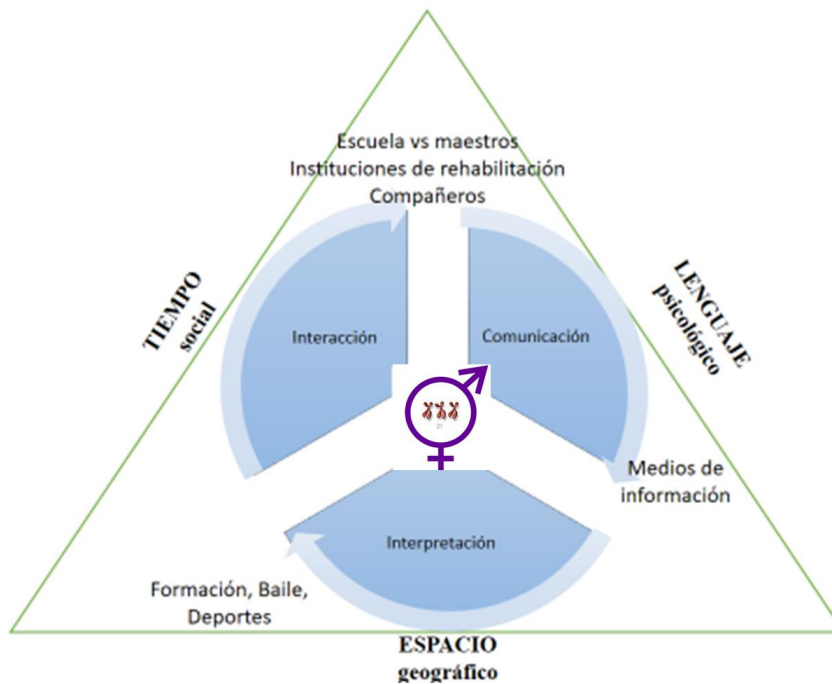 Escuela vs maestros
Instituciones de rehabilitación
Compañeros
TIEMPO
social
LENGUAJE
psicológico
Interacción
Comunicación
21
Medios de
información
Interpretación
Formación, Baile,
Deportes
ESPACIO
geográfico